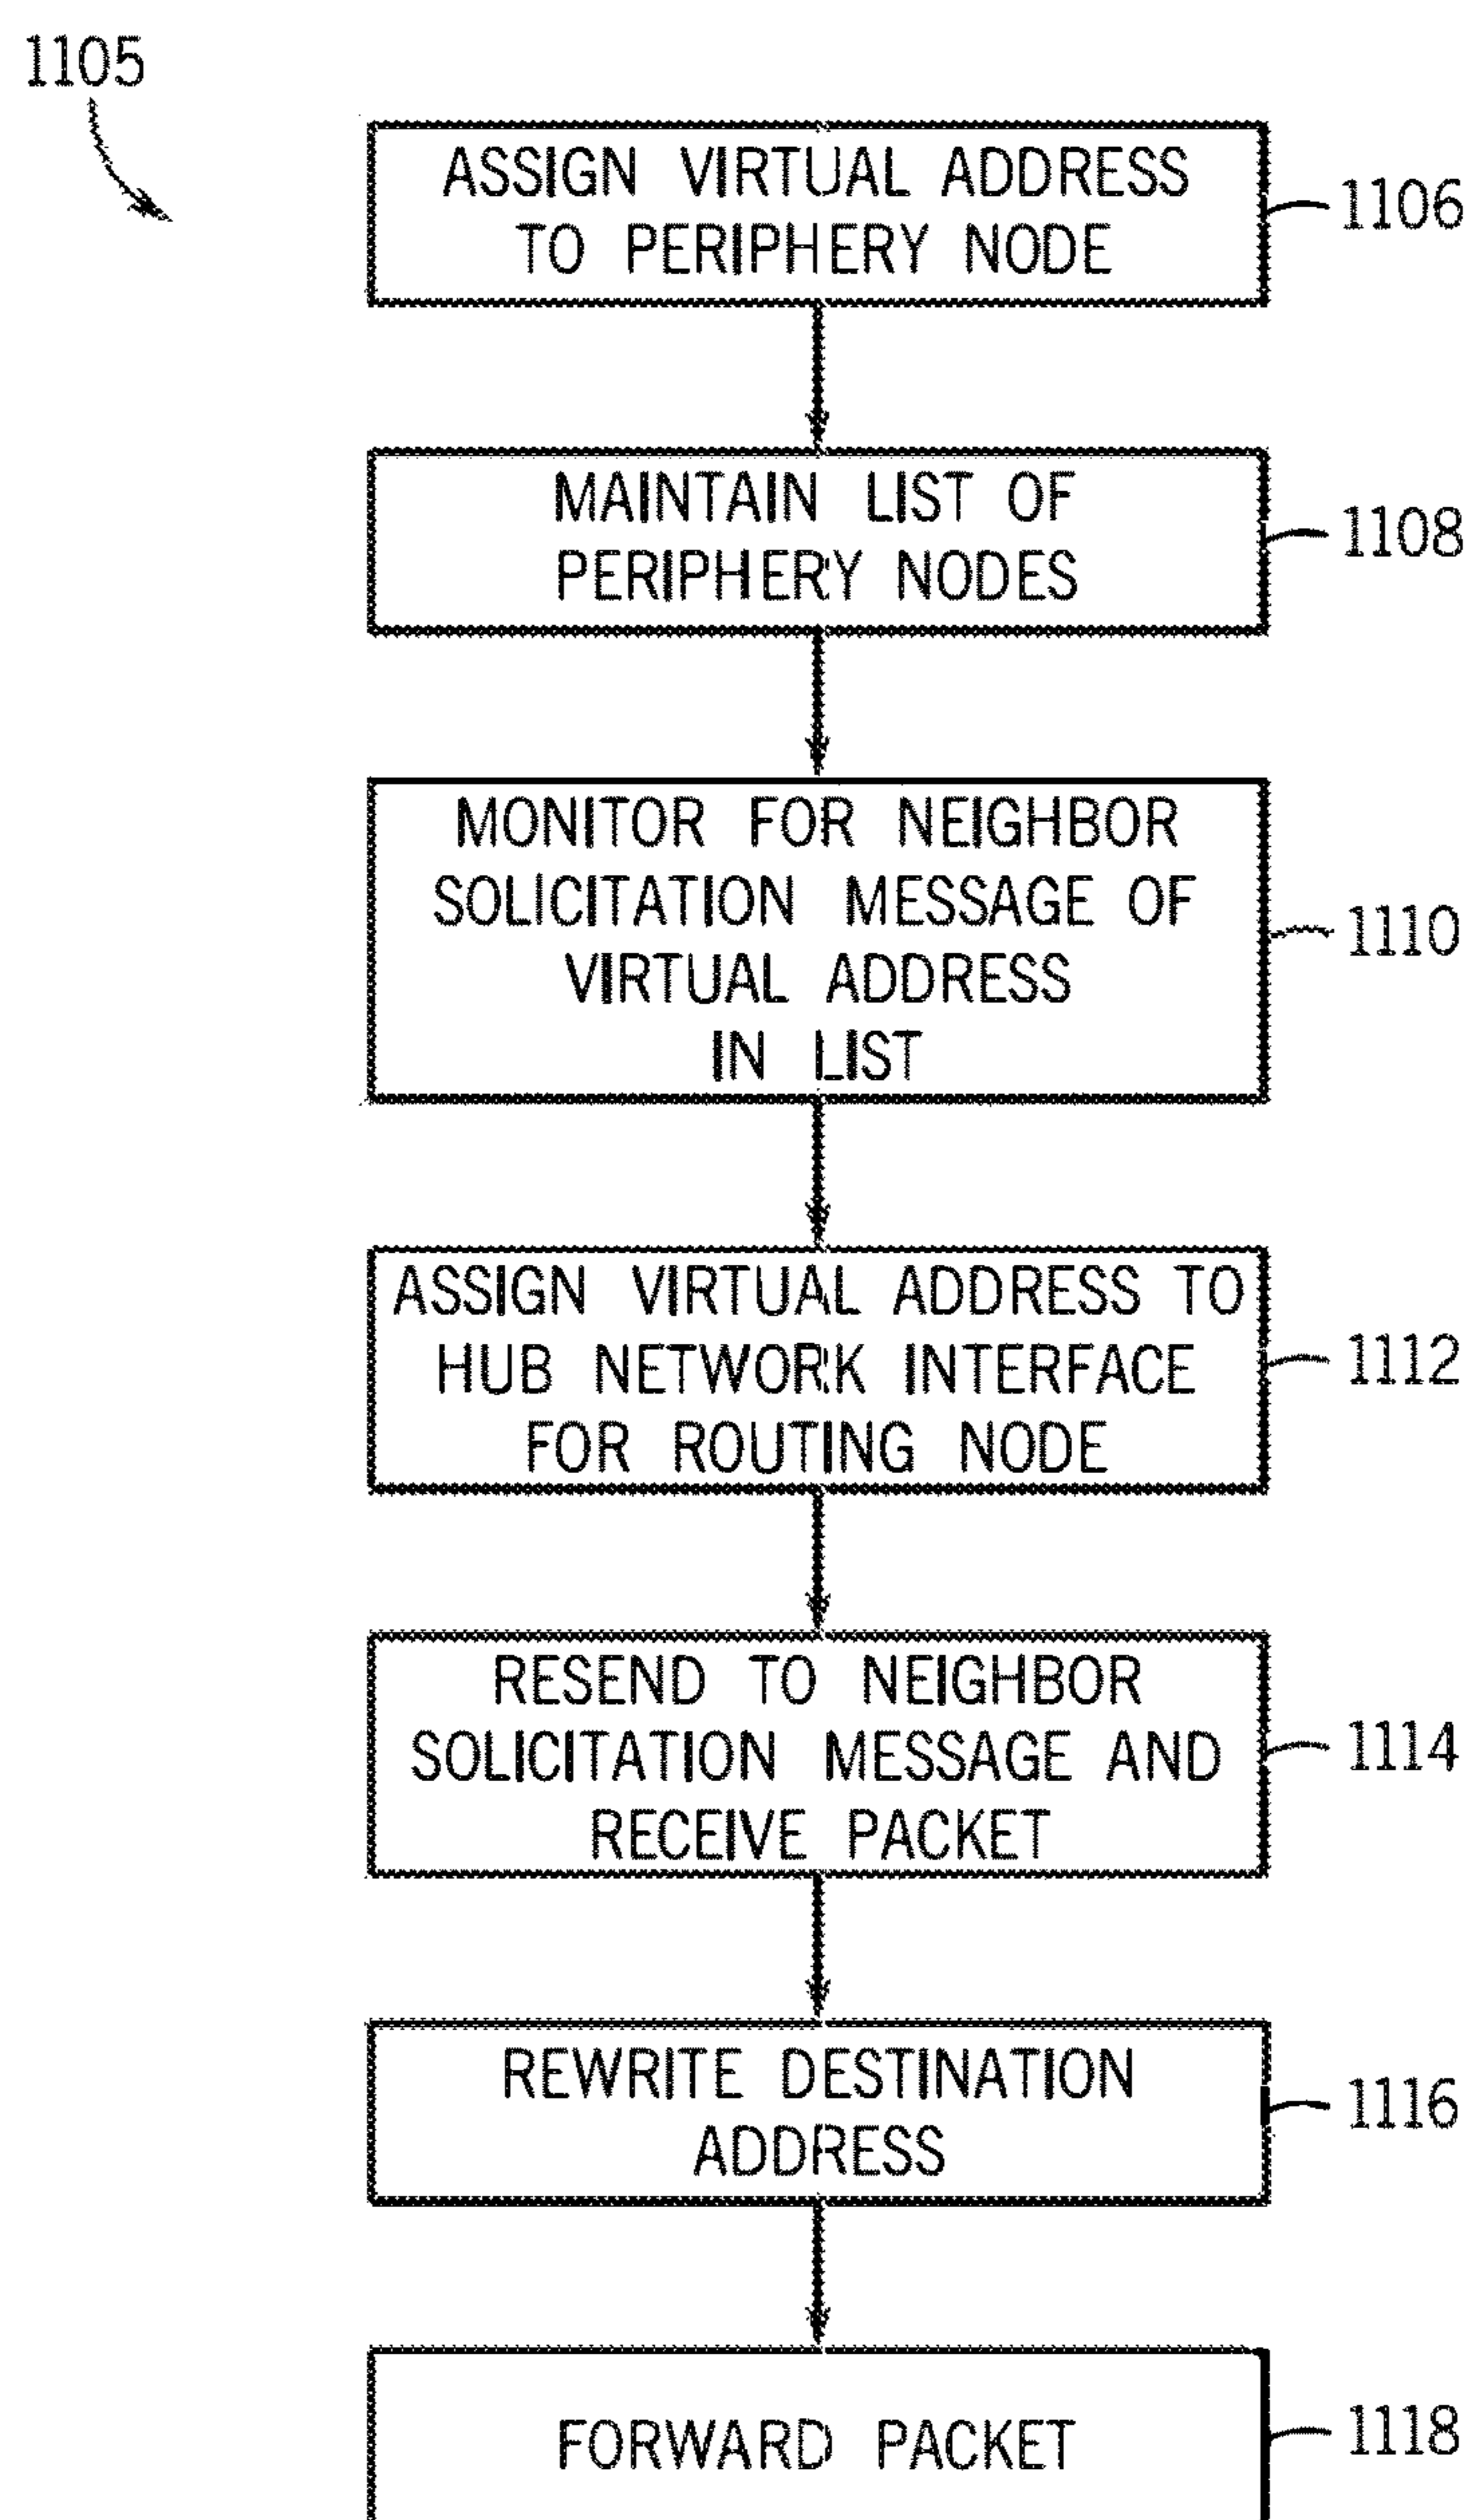 1105
ASSIGN VIRTUAL ADDRESS
TO PERIPHERY NODE
1106
MAINTAIN LIST OF
PERIPHERY NODES
1108
MONITOR FOR NEIGHBOR
SOLICITATION MESSAGE OF
VIRTUAL ADDRESS
IN LIST
1110
ASSIGN VIRTUAL ADDRESS TO
HUB NETWORK INTERFACE
FOR ROUTING NODE
1112
RESEND TO NEIGHBOR
SOLICITATION MESSAGE AND
RECEIVE PACKET
1114
REWRITE DESTINATION
ADDRESS
1116
FORWARD PACKET
1118